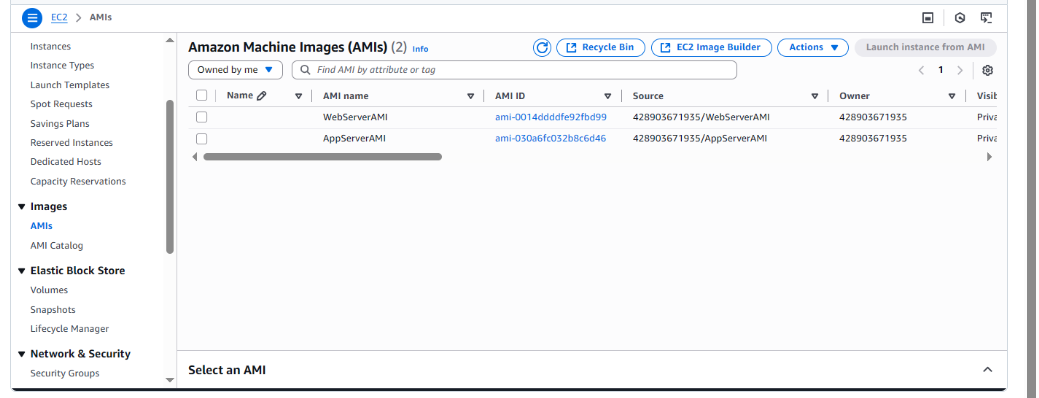 EC2 > AMIs
Instances
Instance Types
Launch Templates
Spot Requests
Savings Plans
Reserved Instances
Dedicated Hosts
Capacity Reservations
Images
AMIs
AMI Catalog
Elastic Block Store
Volumes
Snapshots
Lifecycle Manager
Network & Security
Security Groups
Amazon Machine Images (AMIs) (2) Info
Recycle Bin
EC2 Image Builder
Actions
Launch instance from AMI
Owned by me
Find AMI by attribute or tag
1
Name AMI name AMI ID Source Owner Visib
WebServerAMI ami-0014ddddfe92fbd99 428903671935/WebServerAMI 428903671935 Priva
AppServerAMI ami-030a6fc032b8c6d46 428903671935/AppServerAMI 428903671935 Priva
Select an AMI